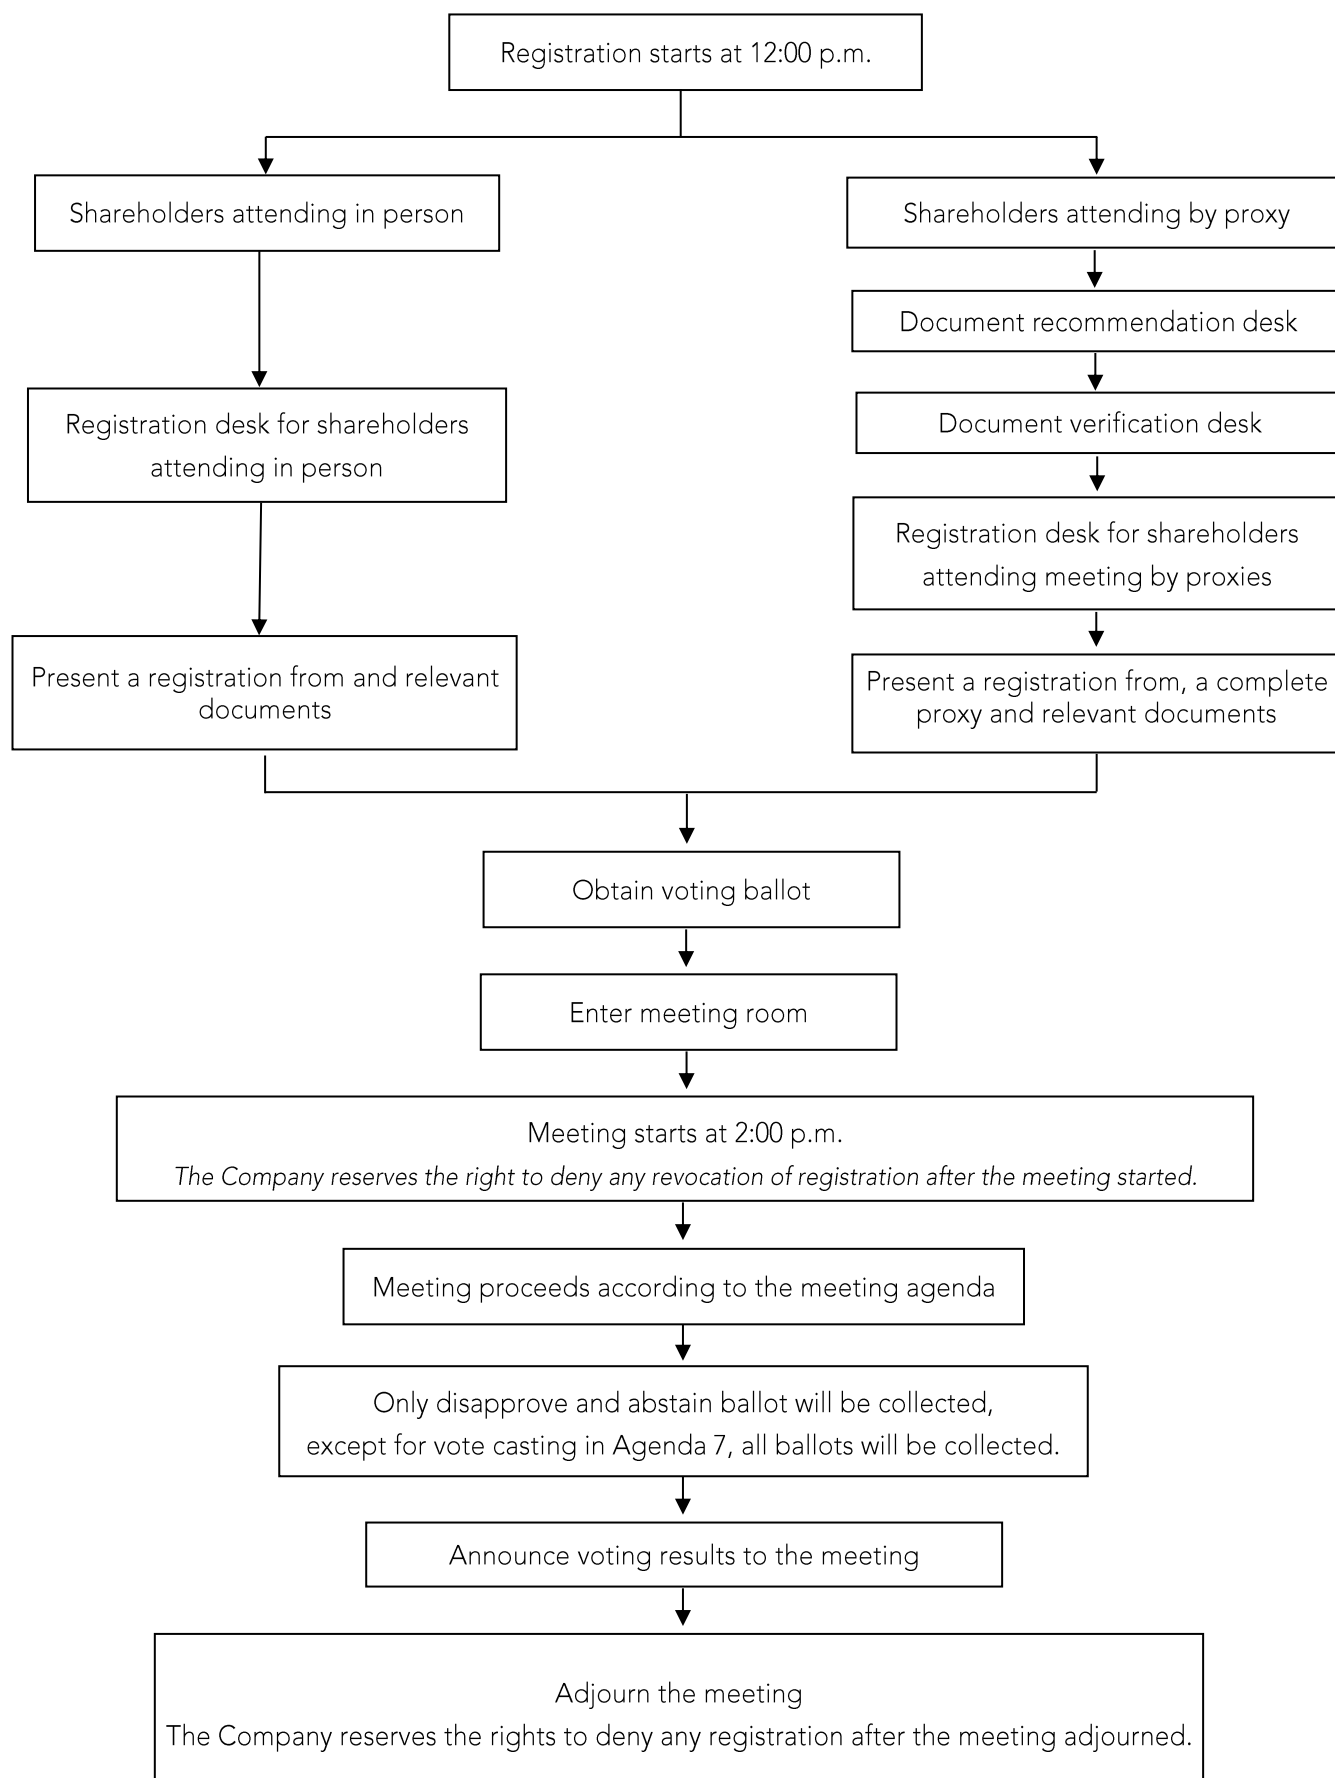 Registration starts at 12:00 p.m.
Shareholders attending in person
Shareholders attending by proxy
Document recommendation desk
Document verification desk
Registration desk for shareholders
attending in person
Registration desk for shareholders
attending meeting by proxies
Present a registration from and relevant
documents
Present a registration from, a complete
proxy and relevant documents
Obtain voting ballot
Enter meeting room
Meeting starts at 2:00 p.m.
The Company reserves the right to deny any revocation of registration after the meeting started.
Meeting proceeds according to the meeting agenda
Only disapprove and abstain ballot will be collected,
except for vote casting in Agenda 7, all ballots will be collected.
Announce voting results to the meeting
Adjourn the meeting
The Company reserves the rights to deny any registration after the meeting adjourned.